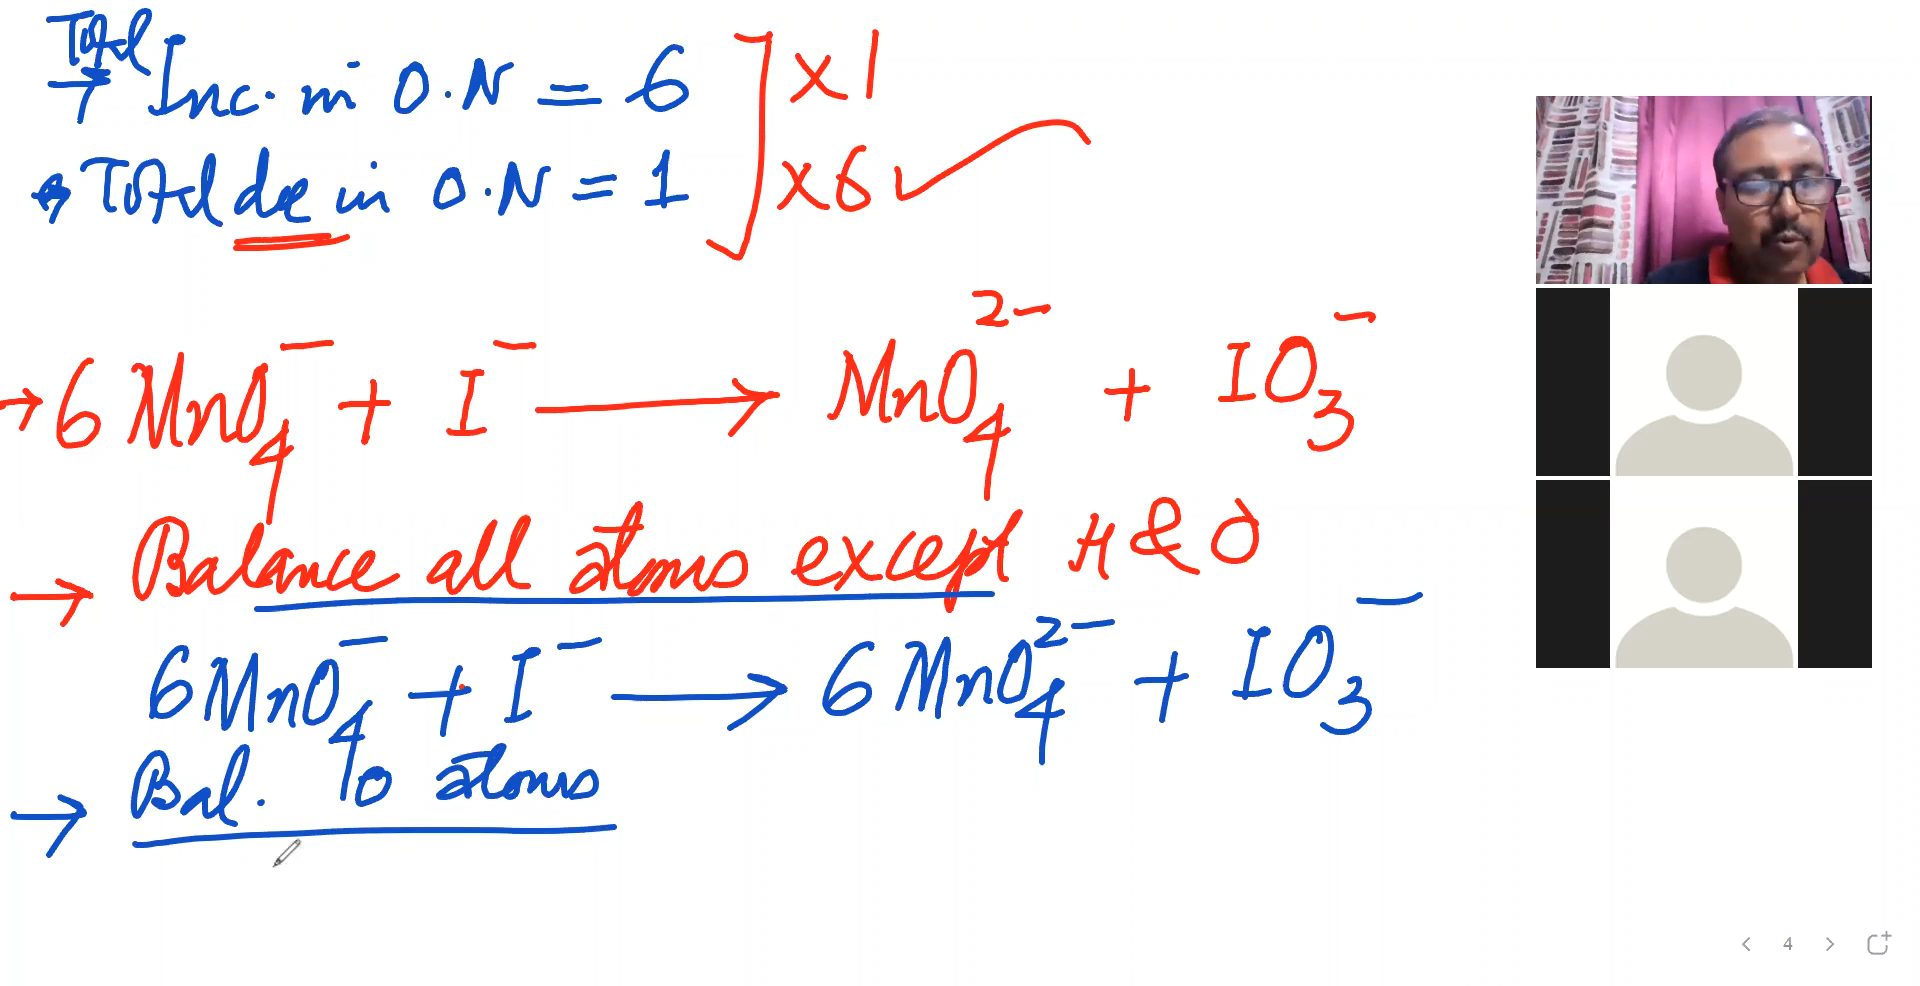 Total
→ Inc. in O.N = 6 ] x1
→ Total dec in O.N = 1 ] x6 ✓
→ 6 MnO₄⁻ + I⁻ ⟶ MnO₄²⁻ + IO₃⁻
→ Balance all atoms except H & O
6MnO₄⁻ + I⁻ ⟶ 6 MnO₄²⁻ + IO₃⁻
→ Bal. O atoms
< 4 >